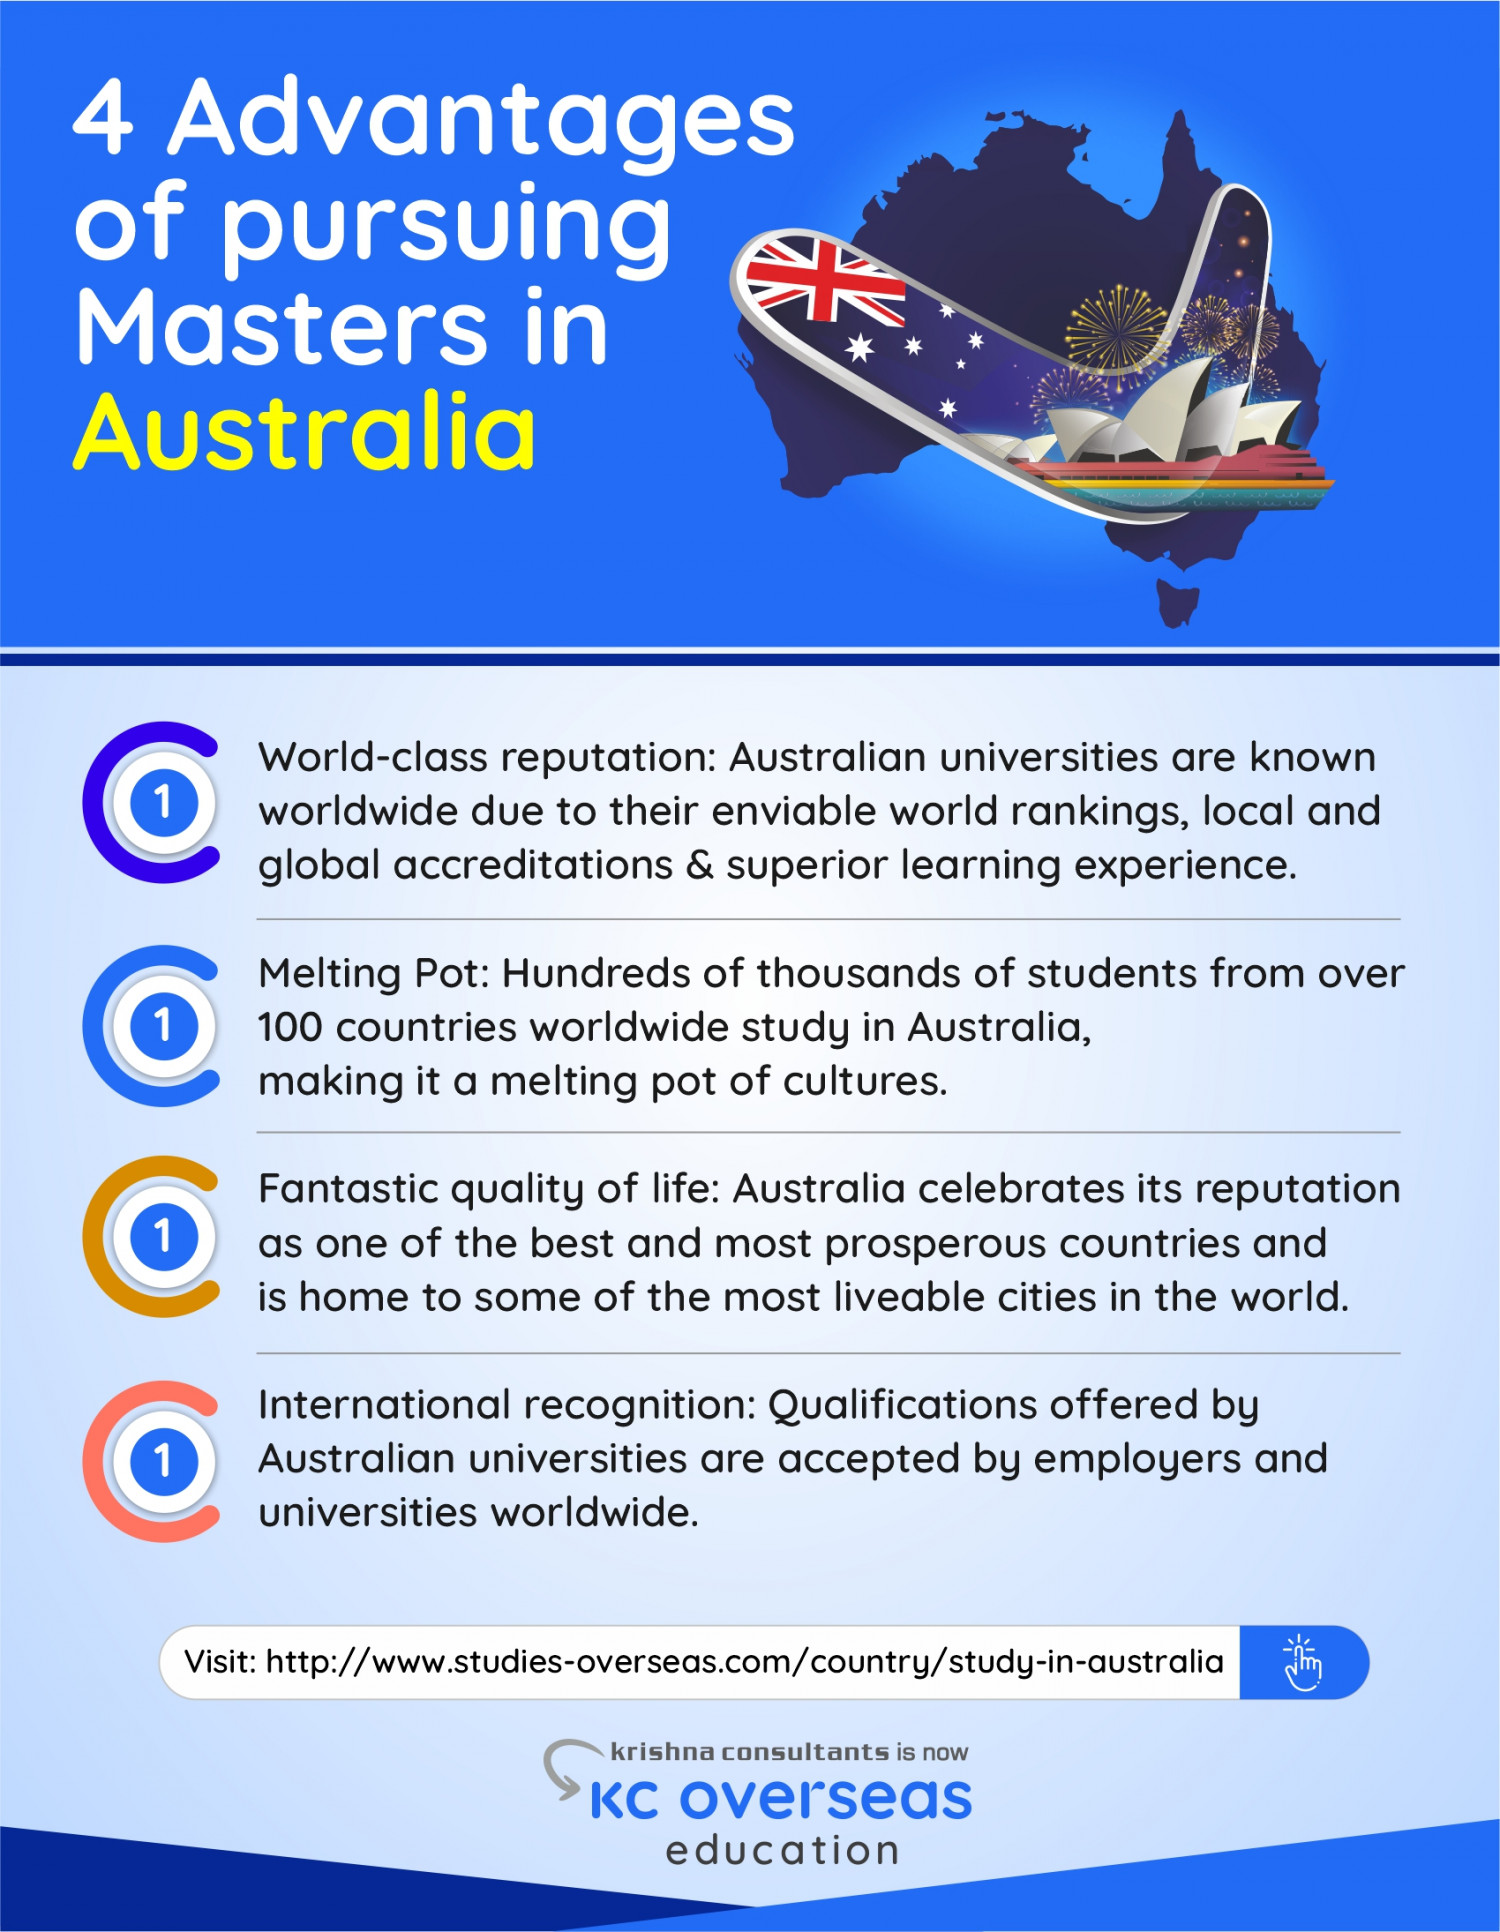 4 Advantages
of pursuing
Masters in
Australia
1
World-class reputation: Australian universities are known
worldwide due to their enviable world rankings, local and
global accreditations & superior learning experience.
1
Melting Pot: Hundreds of thousands of students from over
100 countries worldwide study in Australia,
making it a melting pot of cultures.
1
Fantastic quality of life: Australia celebrates its reputation
as one of the best and most prosperous countries and
is home to some of the most liveable cities in the world.
1
International recognition: Qualifications offered by
Australian universities are accepted by employers and
universities worldwide.
Visit: http://www.studies-overseas.com/country/study-in-australia
krishna consultants is now
KC overseas
education